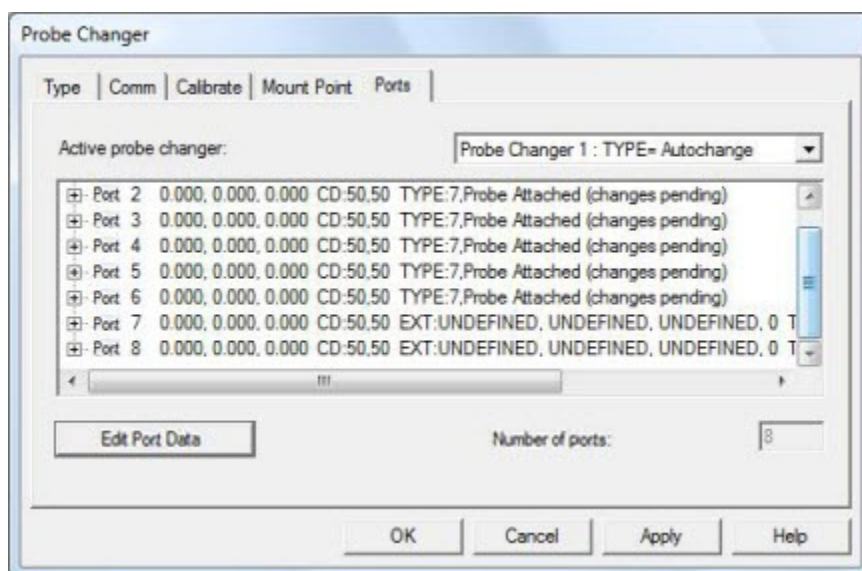 Probe Changer
Type Comm Calibrate Mount Point Ports
Active probe changer: Probe Changer 1 : TYPE= Autochange
Port 2 0.000, 0.000, 0.000 CD:50,50 TYPE:7,Probe Attached (changes pending)
Port 3 0.000, 0.000, 0.000 CD:50,50 TYPE:7,Probe Attached (changes pending)
Port 4 0.000, 0.000, 0.000 CD:50,50 TYPE:7,Probe Attached (changes pending)
Port 5 0.000, 0.000, 0.000 CD:50,50 TYPE:7,Probe Attached (changes pending)
Port 6 0.000, 0.000, 0.000 CD:50,50 TYPE:7,Probe Attached (changes pending)
Port 7 0.000, 0.000, 0.000 CD:50,50 EXT:UNDEFINED, UNDEFINED, UNDEFINED, 0 T
Port 8 0.000, 0.000, 0.000 CD:50,50 EXT:UNDEFINED, UNDEFINED, UNDEFINED, 0 T
Edit Port Data Number of ports: 8
OK Cancel Apply Help